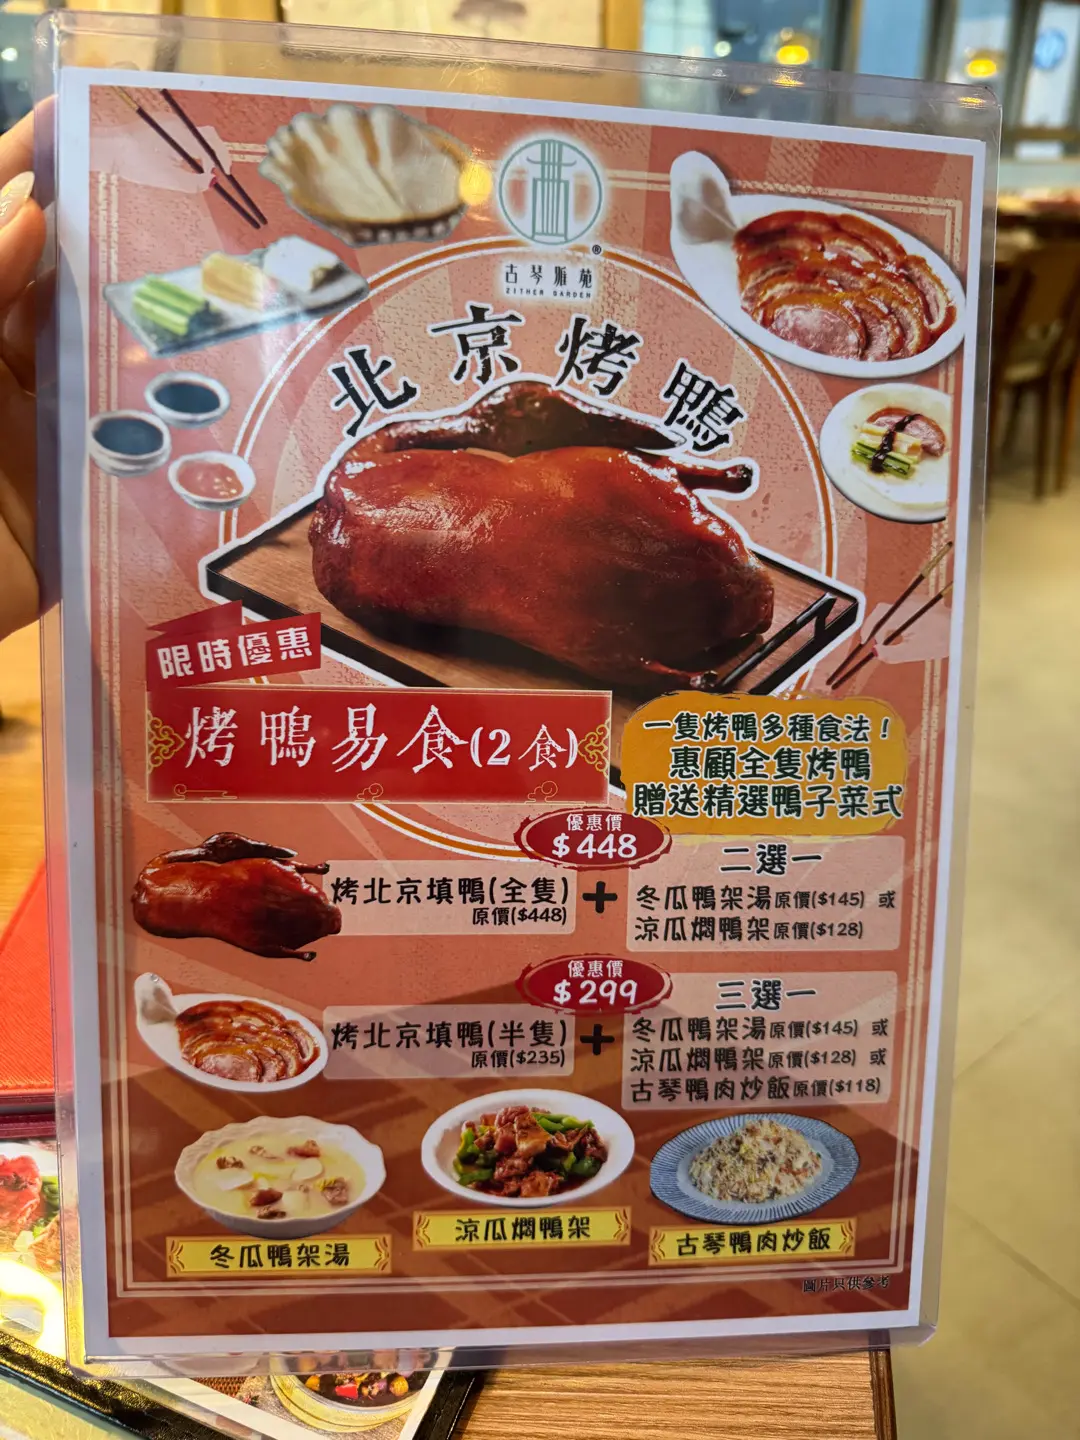 古琴雅苑
ZITHER GARDEN
®
北京烤鴨
限時優惠
烤鴨易食(2食)
一隻烤鴨多種食法！
惠顧全隻烤鴨
贈送精選鴨子菜式
優惠價
$448
烤北京填鴨(全隻)
原價($448)
+
二選一
冬瓜鴨架湯原價($145) 或
涼瓜燜鴨架原價($128)
優惠價
$299
烤北京填鴨(半隻)
原價($235)
+
三選一
冬瓜鴨架湯原價($145) 或
涼瓜燜鴨架原價($128) 或
古琴鴨肉炒飯原價($118)
冬瓜鴨架湯
涼瓜燜鴨架
古琴鴨肉炒飯
圖片只供參考